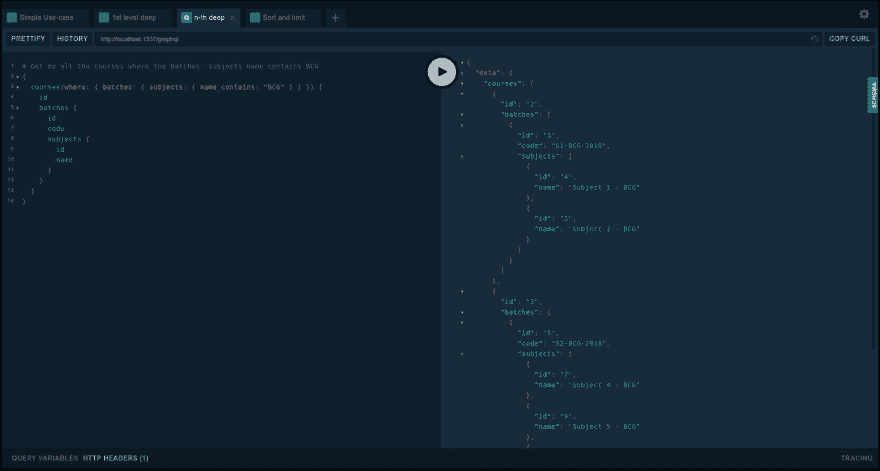 Simple Use-case
1st level deep
n-th deep
Sort and limit
PRETTIFY
HISTORY
http://localhost:1337/graphql
COPY CURL
1 # Get me all the courses where the batches' subjects name contains BCG
2 {
3 courses(where: { batches: { subjects: { name_contains: "BCG" } } }) {
4 id
5 batches {
6 id
7 code
8 subjects {
9 id
10 name
11 }
12 }
13 }
14 }
{
"data": {
"courses": [
{
"id": "2",
"batches": [
{
"id": "3",
"code": "S1-BCG-2018",
"subjects": [
{
"id": "4",
"name": "Subject 1 - BCG"
},
{
"id": "5",
"name": "Subject 2 - BCG"
}
]
}
]
},
{
"id": "3",
"batches": [
{
"id": "5",
"code": "S2-BCG-2018",
"subjects": [
{
"id": "7",
"name": "Subject 4 - BCG"
},
{
"id": "9",
"name": "Subject 5 - BCG"
},
{
SCHEMA
QUERY VARIABLES
HTTP HEADERS (1)
TRACING